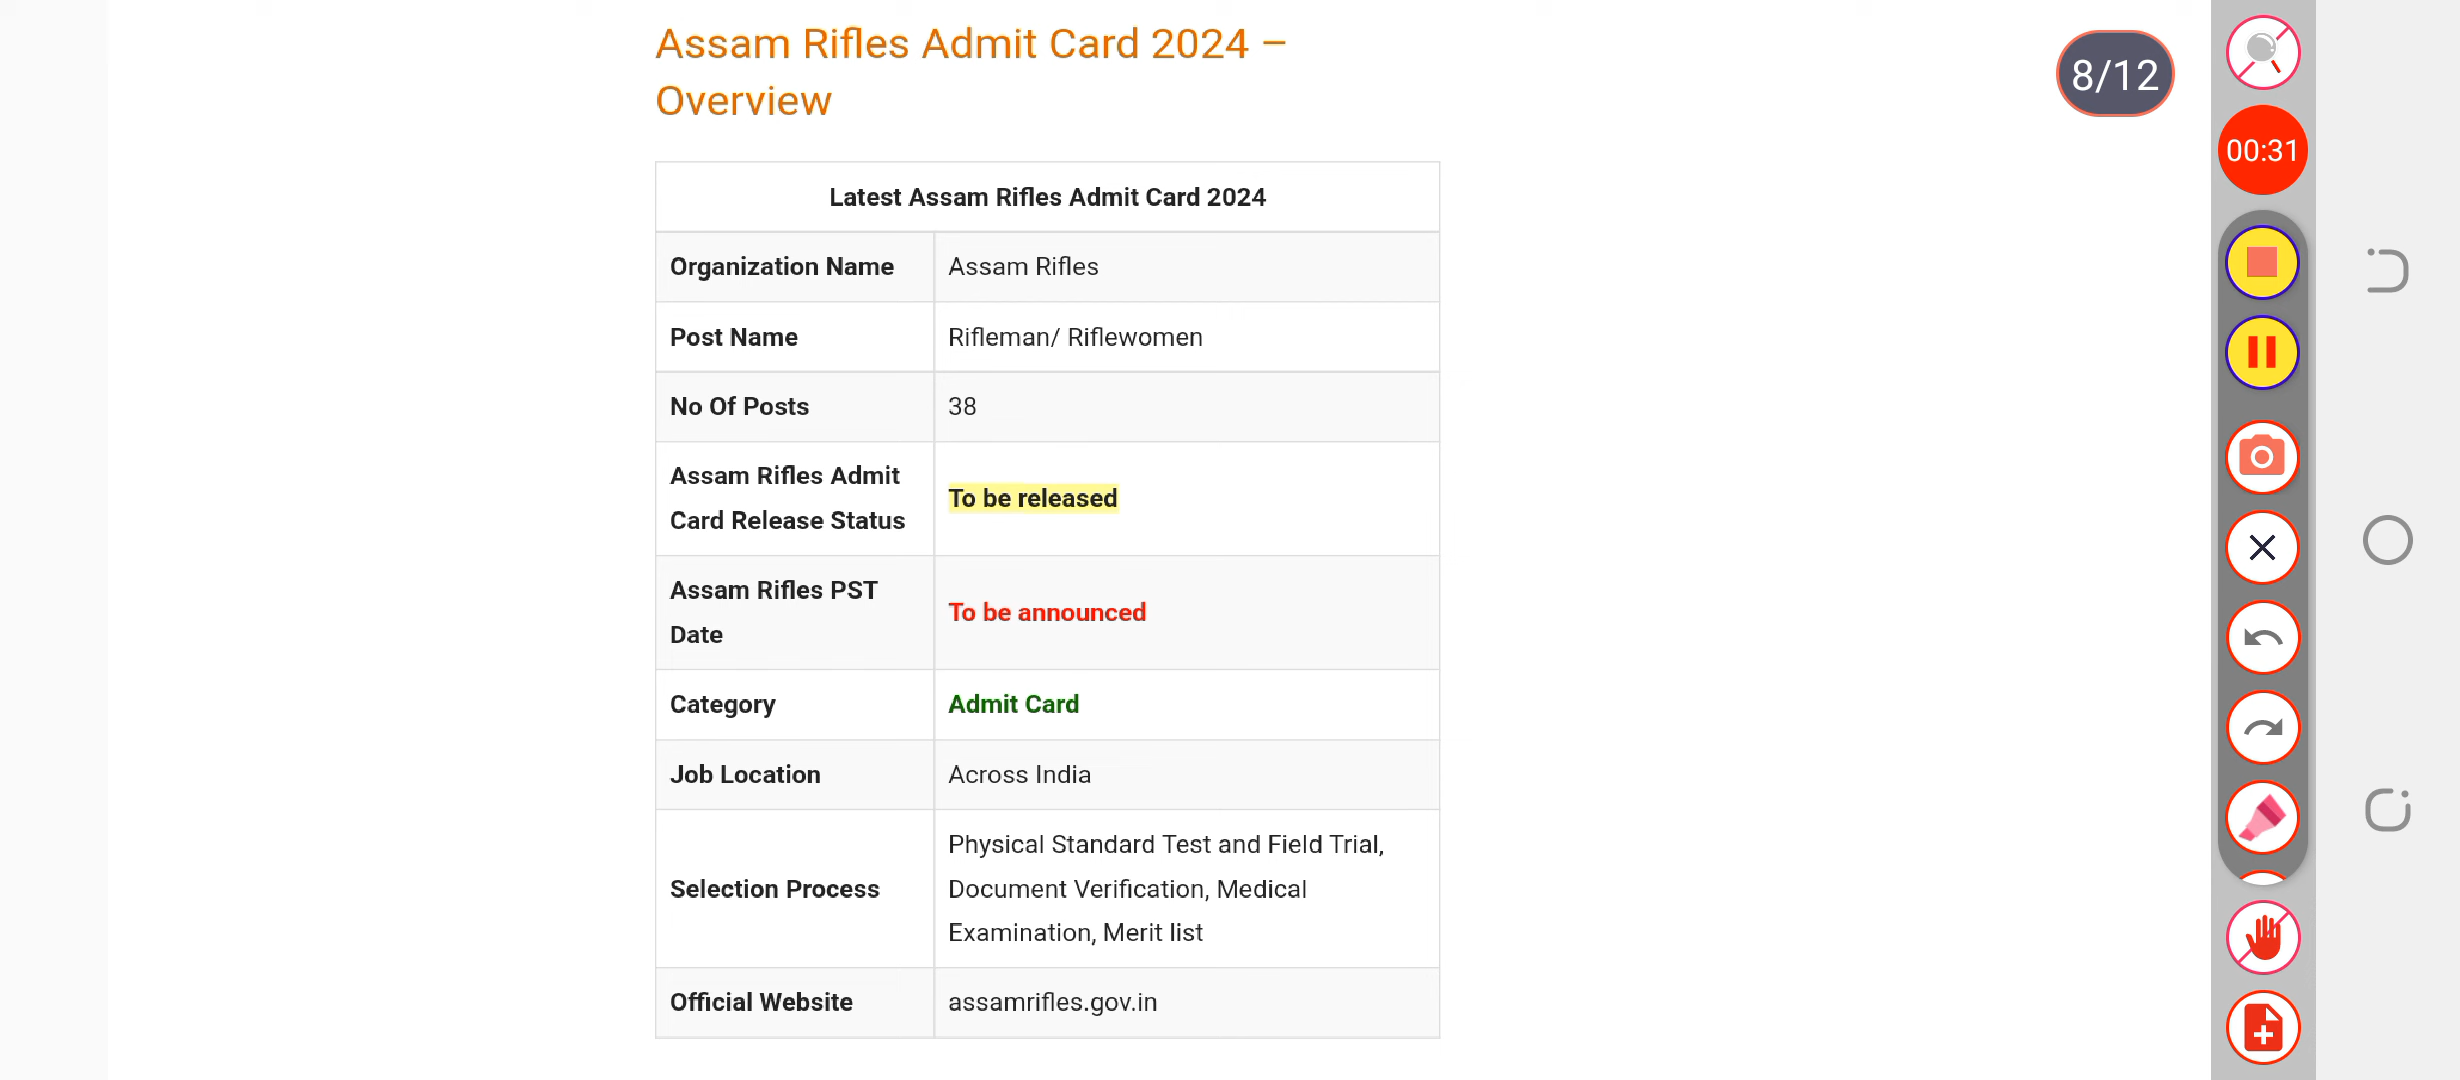 Assam Rifles Admit Card 2024 –
Overview
8/12
00:31
Latest Assam Rifles Admit Card 2024
Organization Name
Assam Rifles
Post Name
Rifleman/ Riflewomen
No Of Posts
38
Assam Rifles Admit
Card Release Status
To be released
Assam Rifles PST
Date
To be announced
Category
Admit Card
Job Location
Across India
Selection Process
Physical Standard Test and Field Trial,
Document Verification, Medical
Examination, Merit list
Official Website
assamrifles.gov.in